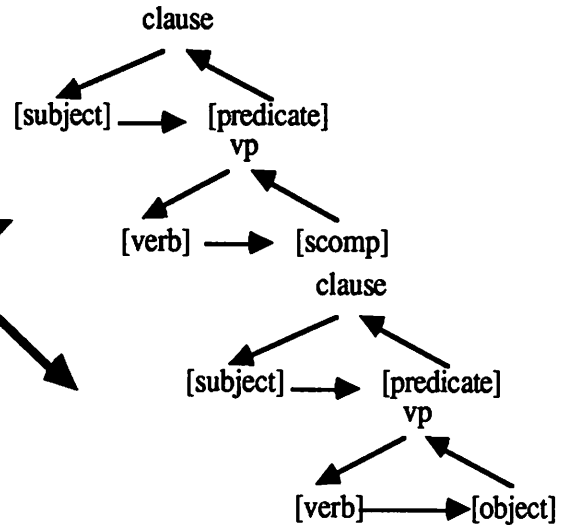 clause
[subject] [predicate]
vp
[verb] [scomp]
clause
[subject] [predicate]
vp
[verb] [object]